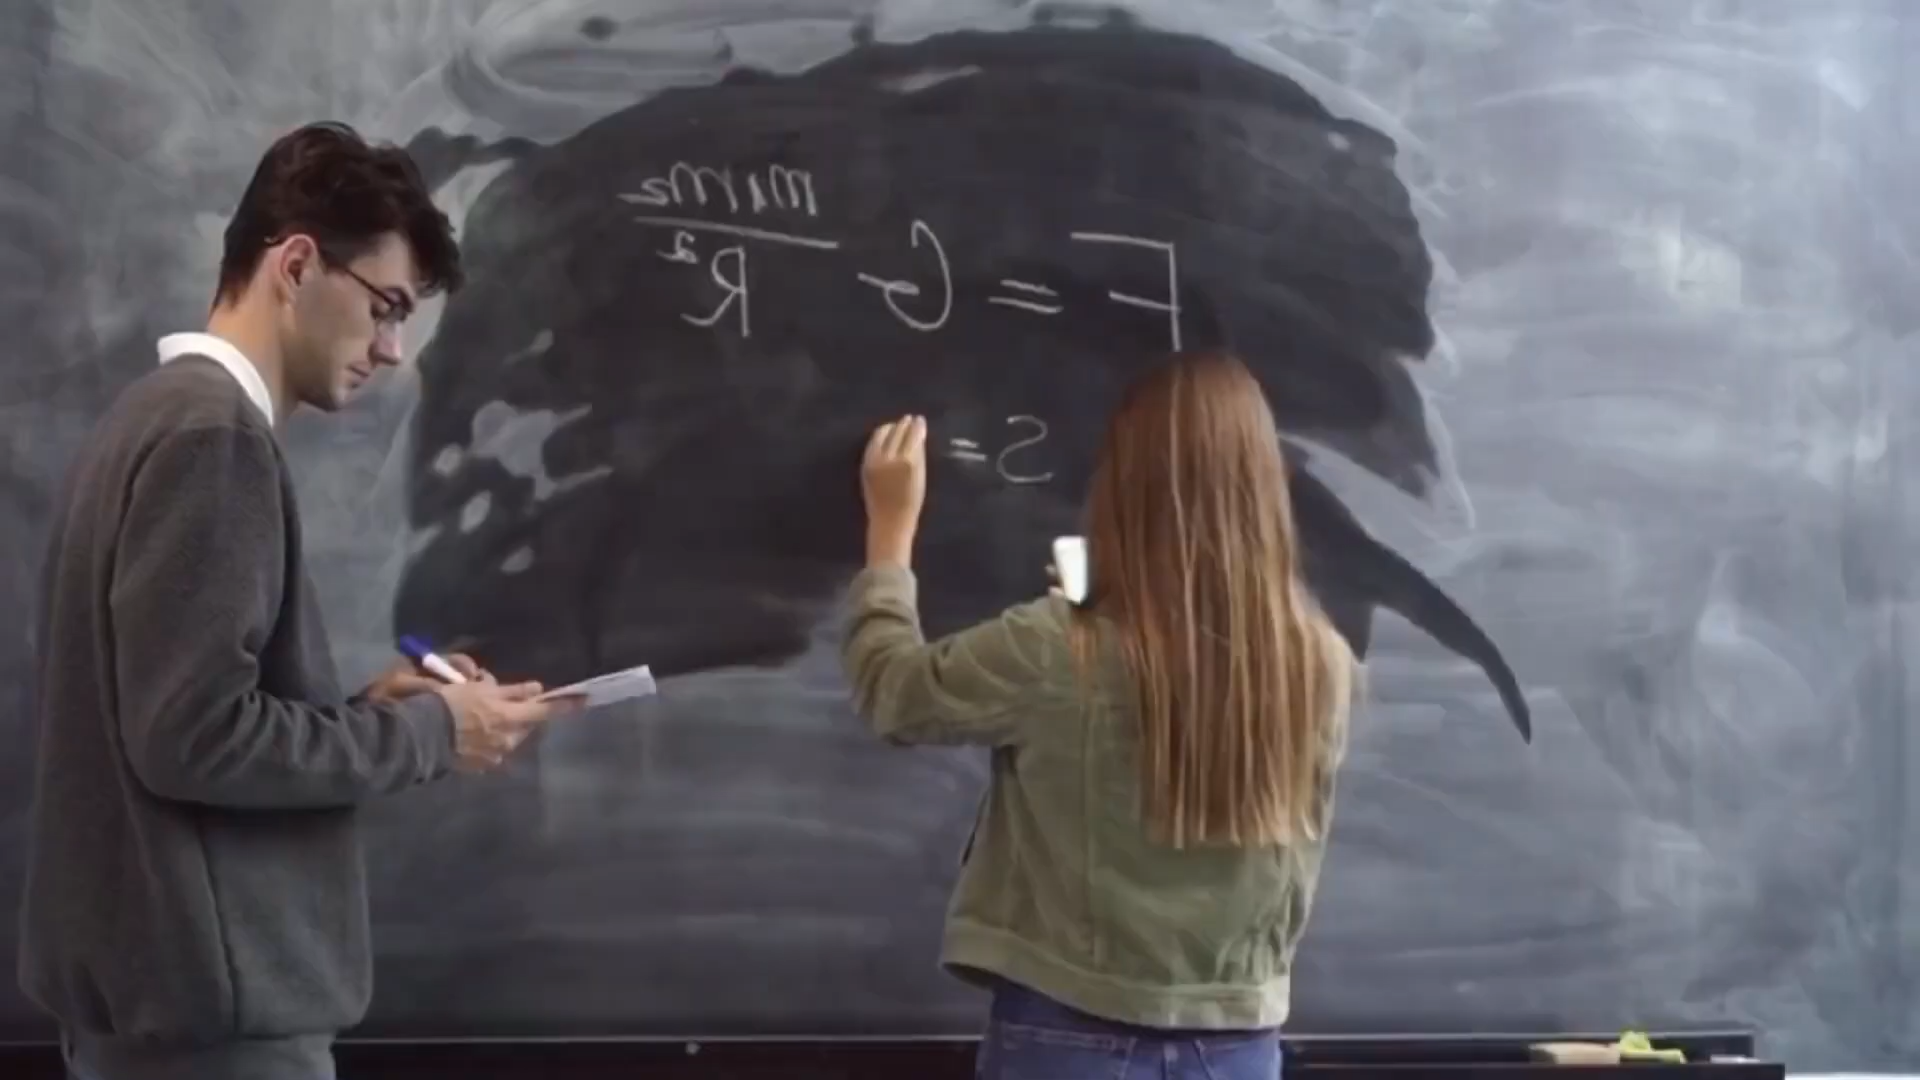 F = G m₁m₂/R²
S =